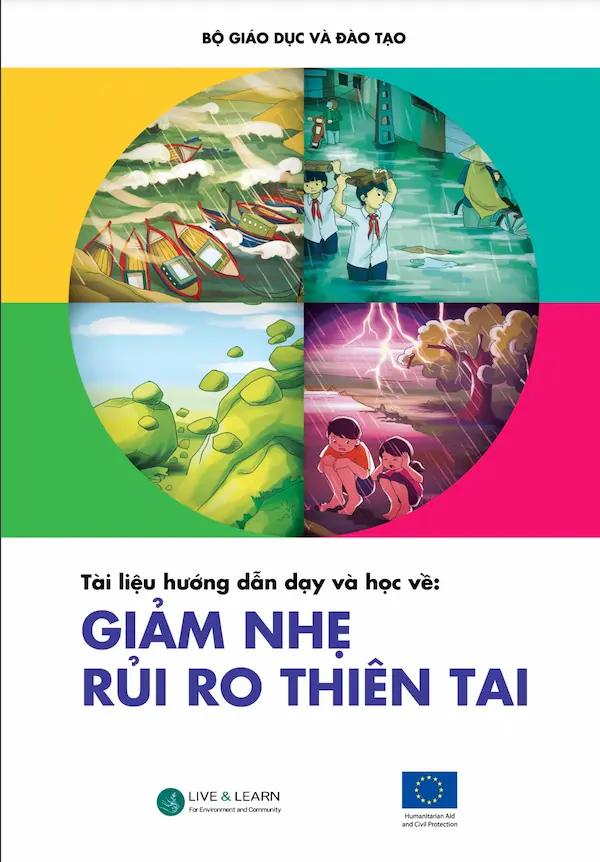 BỘ GIÁO DỤC VÀ ĐÀO TẠO
Tài liệu hướng dẫn dạy và học về:
GIẢM NHẸ
RỦI RO THIÊN TAI
LIVE & LEARN
For Environment and Community
Humanitarian Aid
and Civil Protection